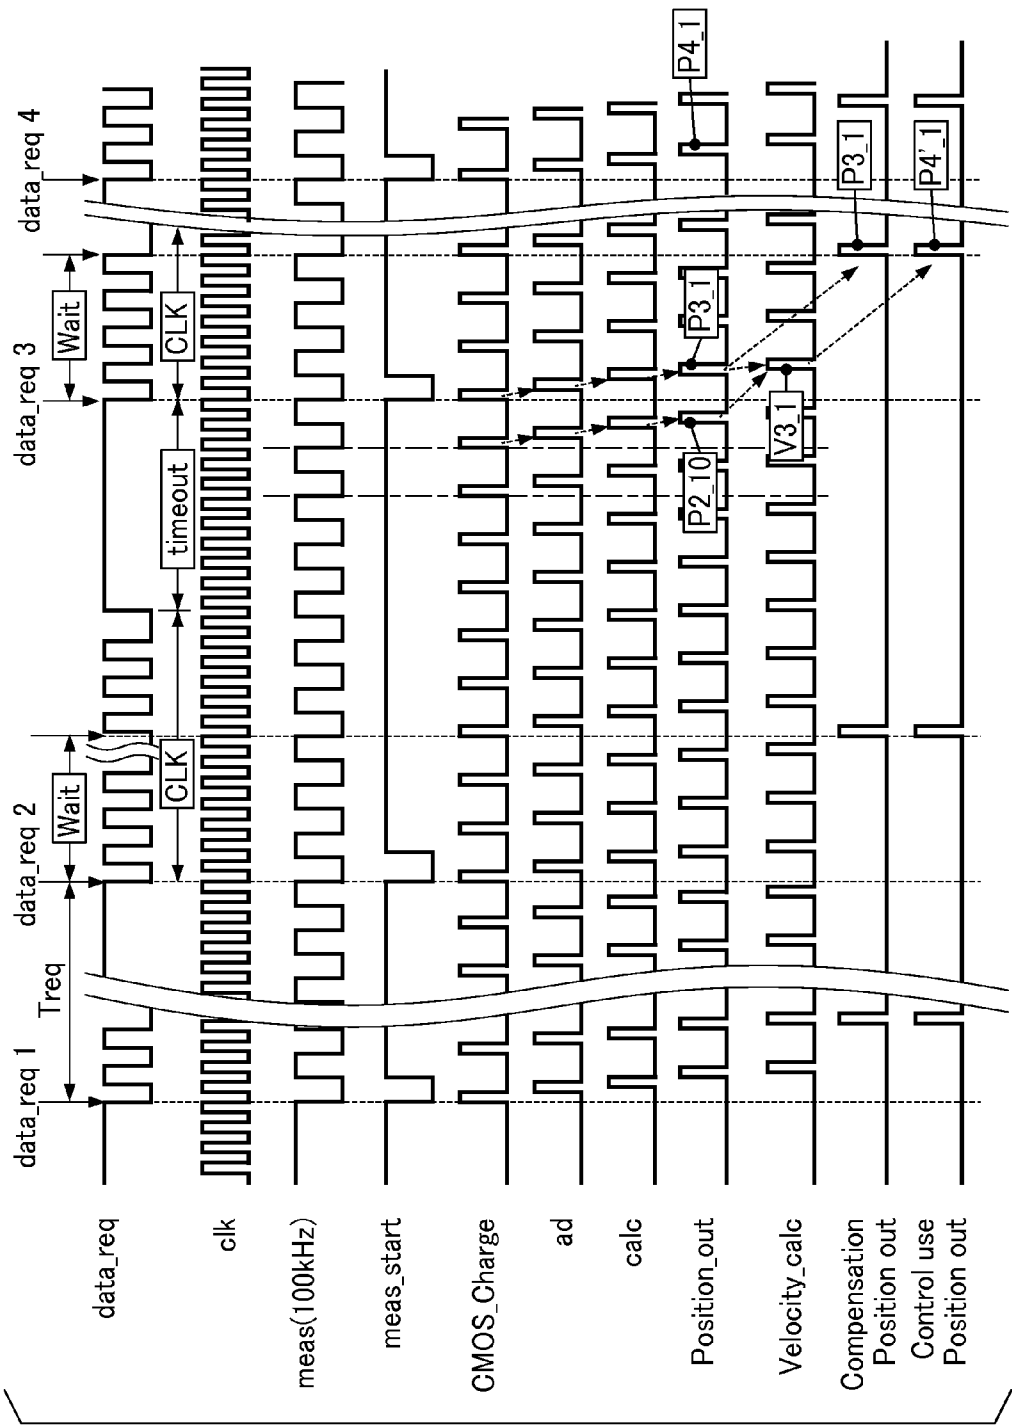 data_req 1
Treq
data_req 2
Wait
data_req 3
Wait
data_req 4
CLK
timeout
CLK
data_req
clk
meas(100kHz)
meas_start
CMOS_Charge
ad
calc
Position_out
P2_10
P3_1
P4_1
Velocity_calc
V3_1
Compensation
Position out
P3_1
Control use
Position out
P4'_1